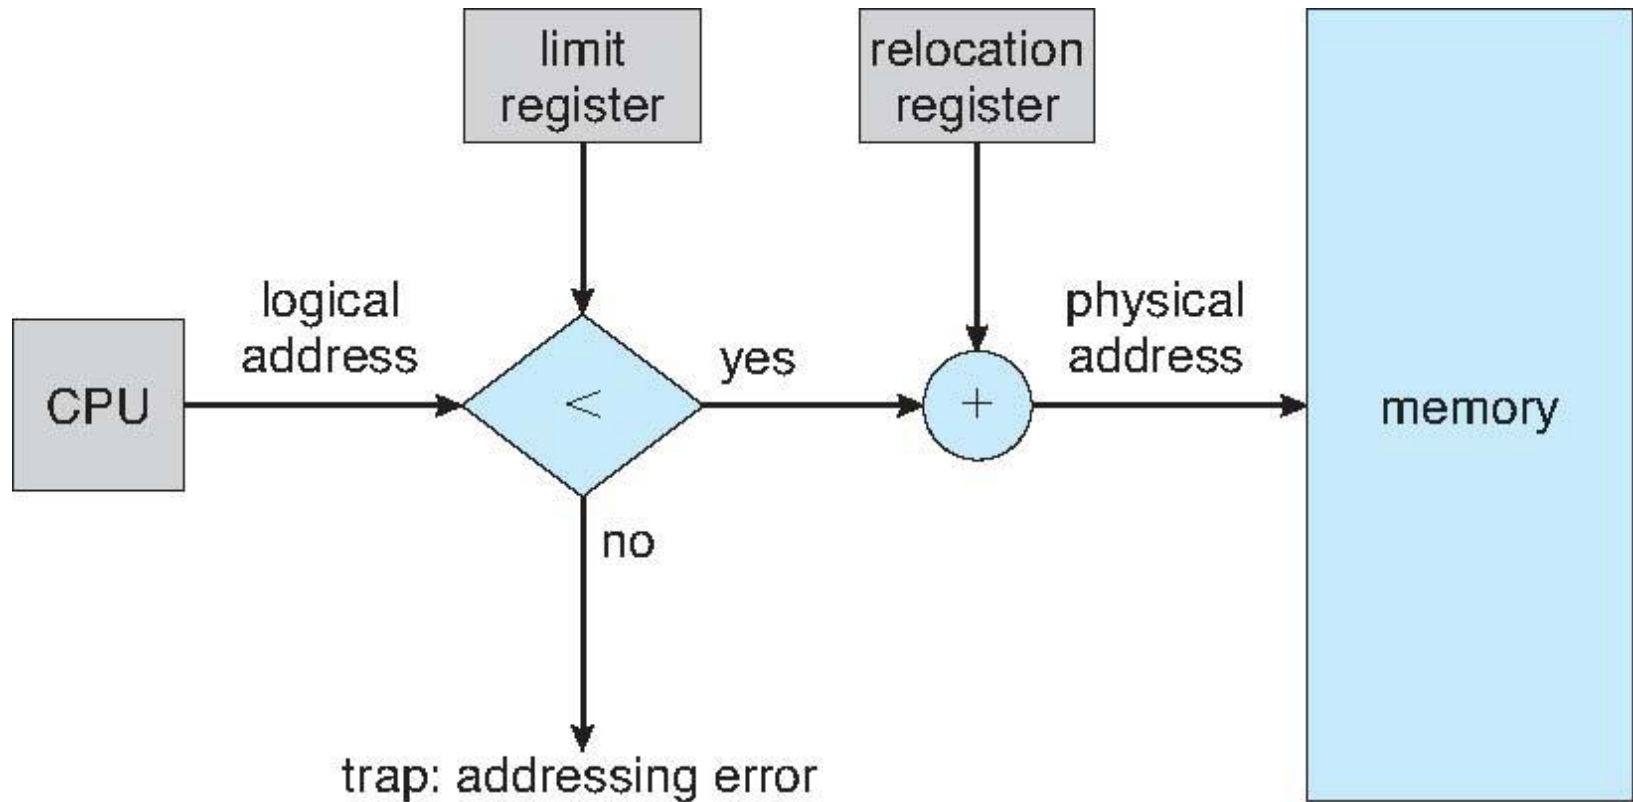 limit
register
relocation
register
logical
address
yes
physical
address
CPU
<
+
memory
no
trap: addressing error